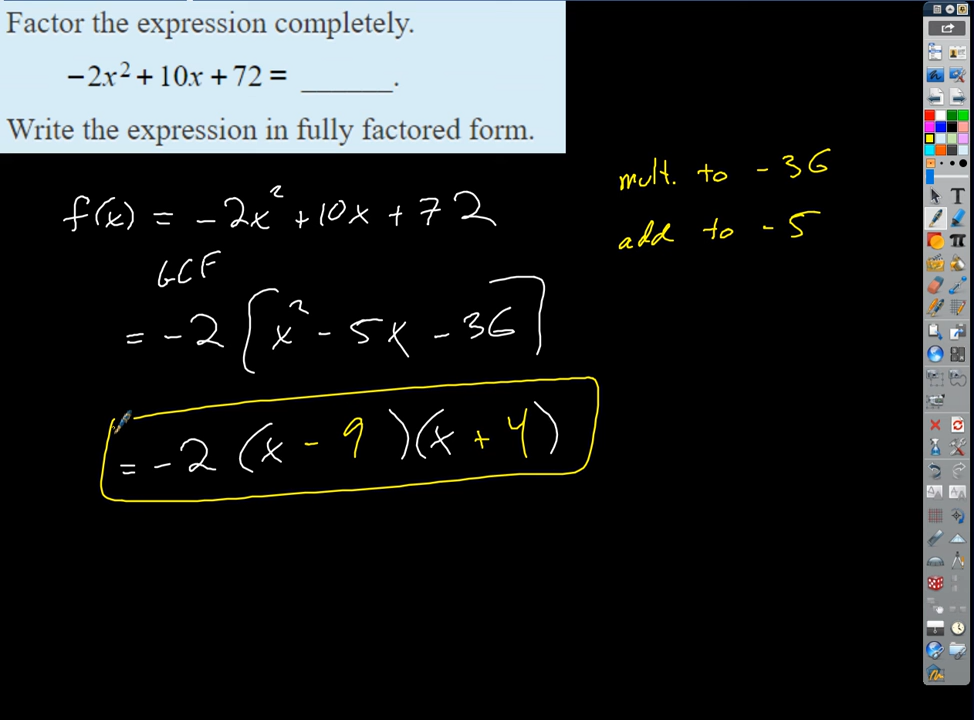 Factor the expression completely.
−2x² + 10x + 72 = ______.
Write the expression in fully factored form.
mult. to - 36
add to - 5
f(x) = - 2x² + 10x + 72
GCF
= - 2 [x² - 5x - 36]
= - 2 (x - 9)(x + 4)